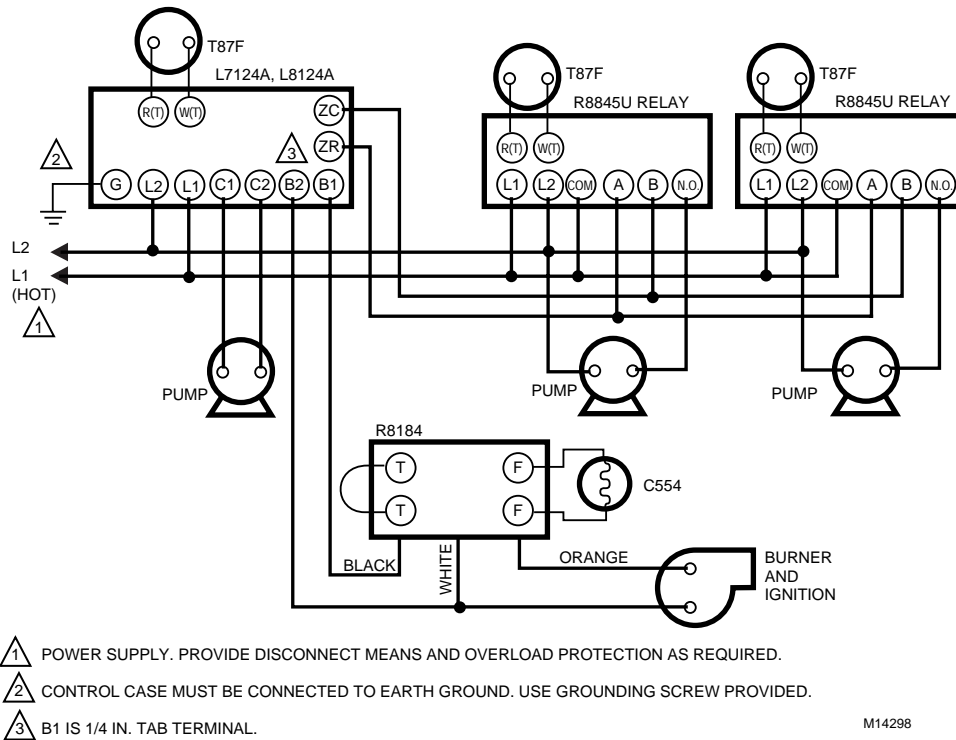 T87F
L7124A, L8124A
R(T) W(T) ZC
ZR
3
2
G L2 L1 C1 C2 B2 B1
T87F
R8845U RELAY
R(T) W(T)
L1 L2 COM A B N.O.
T87F
R8845U RELAY
R(T) W(T)
L1 L2 COM A B N.O.
L2
L1
(HOT)
1
PUMP
PUMP
PUMP
R8184
T F
T F
C554
BLACK
WHITE
ORANGE
BURNER
AND
IGNITION
1 POWER SUPPLY. PROVIDE DISCONNECT MEANS AND OVERLOAD PROTECTION AS REQUIRED.
2 CONTROL CASE MUST BE CONNECTED TO EARTH GROUND. USE GROUNDING SCREW PROVIDED.
3 B1 IS 1/4 IN. TAB TERMINAL.
M14298